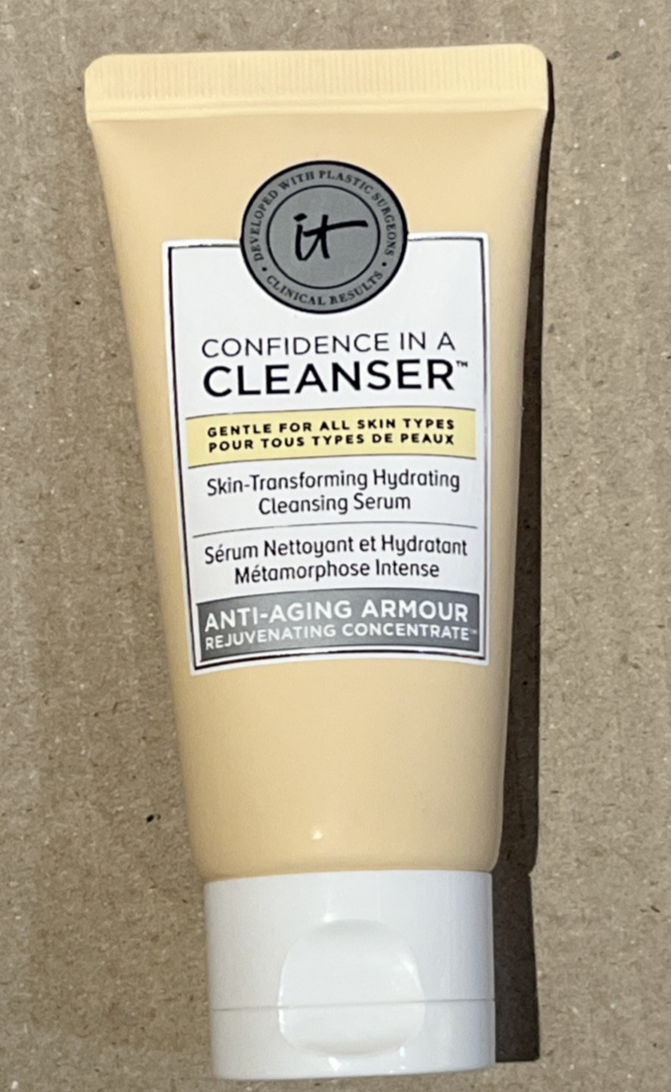 DEVELOPED WITH PLASTIC SURGEONS
• CLINICAL RESULTS •
it
CONFIDENCE IN A
CLEANSER™
GENTLE FOR ALL SKIN TYPES
POUR TOUS TYPES DE PEAUX
Skin-Transforming Hydrating
Cleansing Serum
Sérum Nettoyant et Hydratant
Métamorphose Intense
ANTI-AGING ARMOUR
REJUVENATING CONCENTRATE™